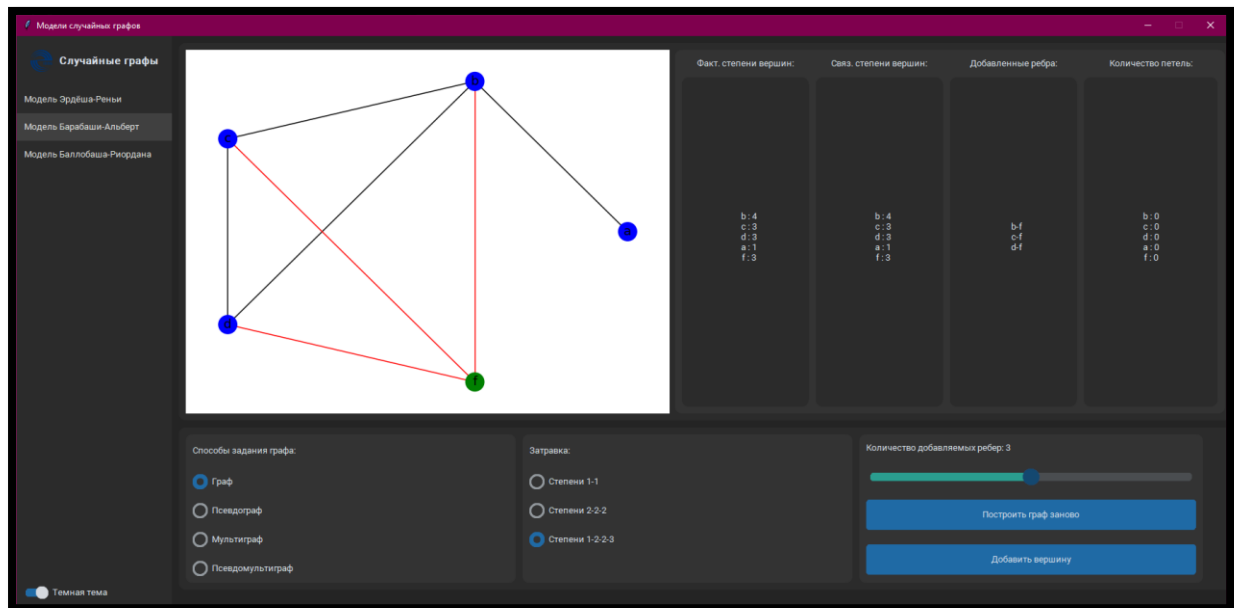 Модели случайных графов
Случайные графы
Модель Эрдёша-Реньи
Модель Барабаши-Альберт
Модель Баллобаша-Риордана
Темная тема
b
c
a
d
f
Факт. степени вершин:
b : 4
c : 3
d : 3
a : 1
f : 3
Связ. степени вершин:
b : 4
c : 3
d : 3
a : 1
f : 3
Добавленные ребра:
b-f
c-f
d-f
Количество петель:
b : 0
c : 0
d : 0
a : 0
f : 0
Способы задания графа:
Граф
Псевдограф
Мультиграф
Псевдомультиграф
Затравка:
Степени 1-1
Степени 2-2-2
Степени 1-2-2-3
Количество добавляемых ребер: 3
Построить граф заново
Добавить вершину